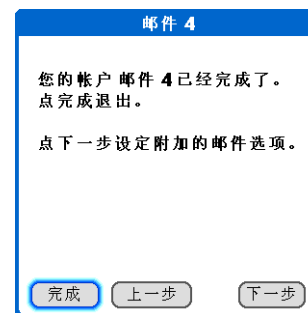 邮件 4
您的帐户 邮件 4 已经完成了。
点完成退出。
点下一步设定附加的邮件选项。
完成 上一步 下一步